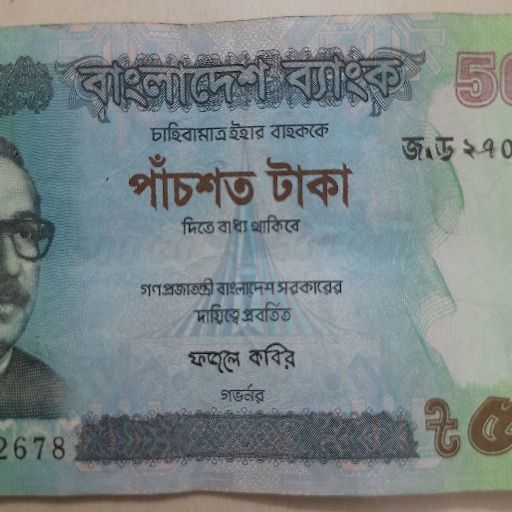 বাংলাদেশ ব্যাংক
50
চাহিবামাত্র ইহার বাহককে
জ.ড ২৭০
পাঁচশত টাকা
দিতে বাধ্য থাকিবে
গণপ্রজাতন্ত্রী বাংলাদেশ সরকারের
দায়িত্বে প্রবর্তিত
ফজলে কবির
গভর্নর
2678
৳৫